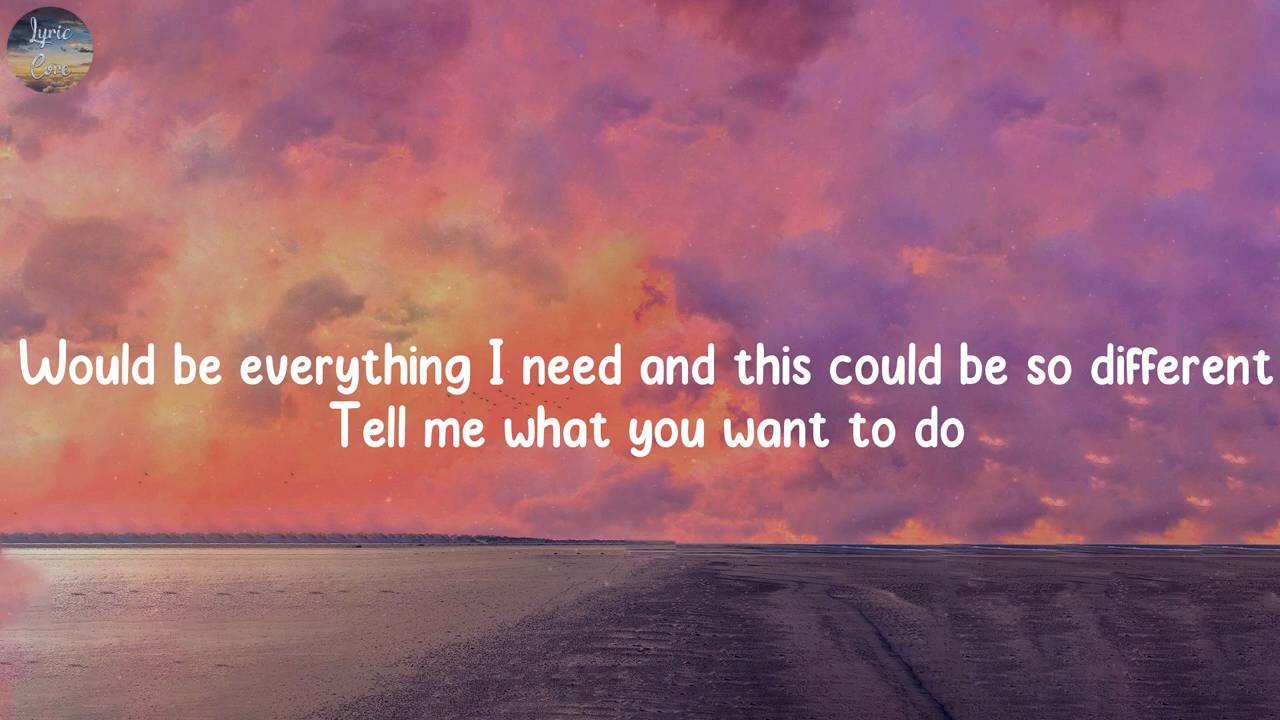 Lyric
Core
Would be everything I need and this could be so different
Tell me what you want to do